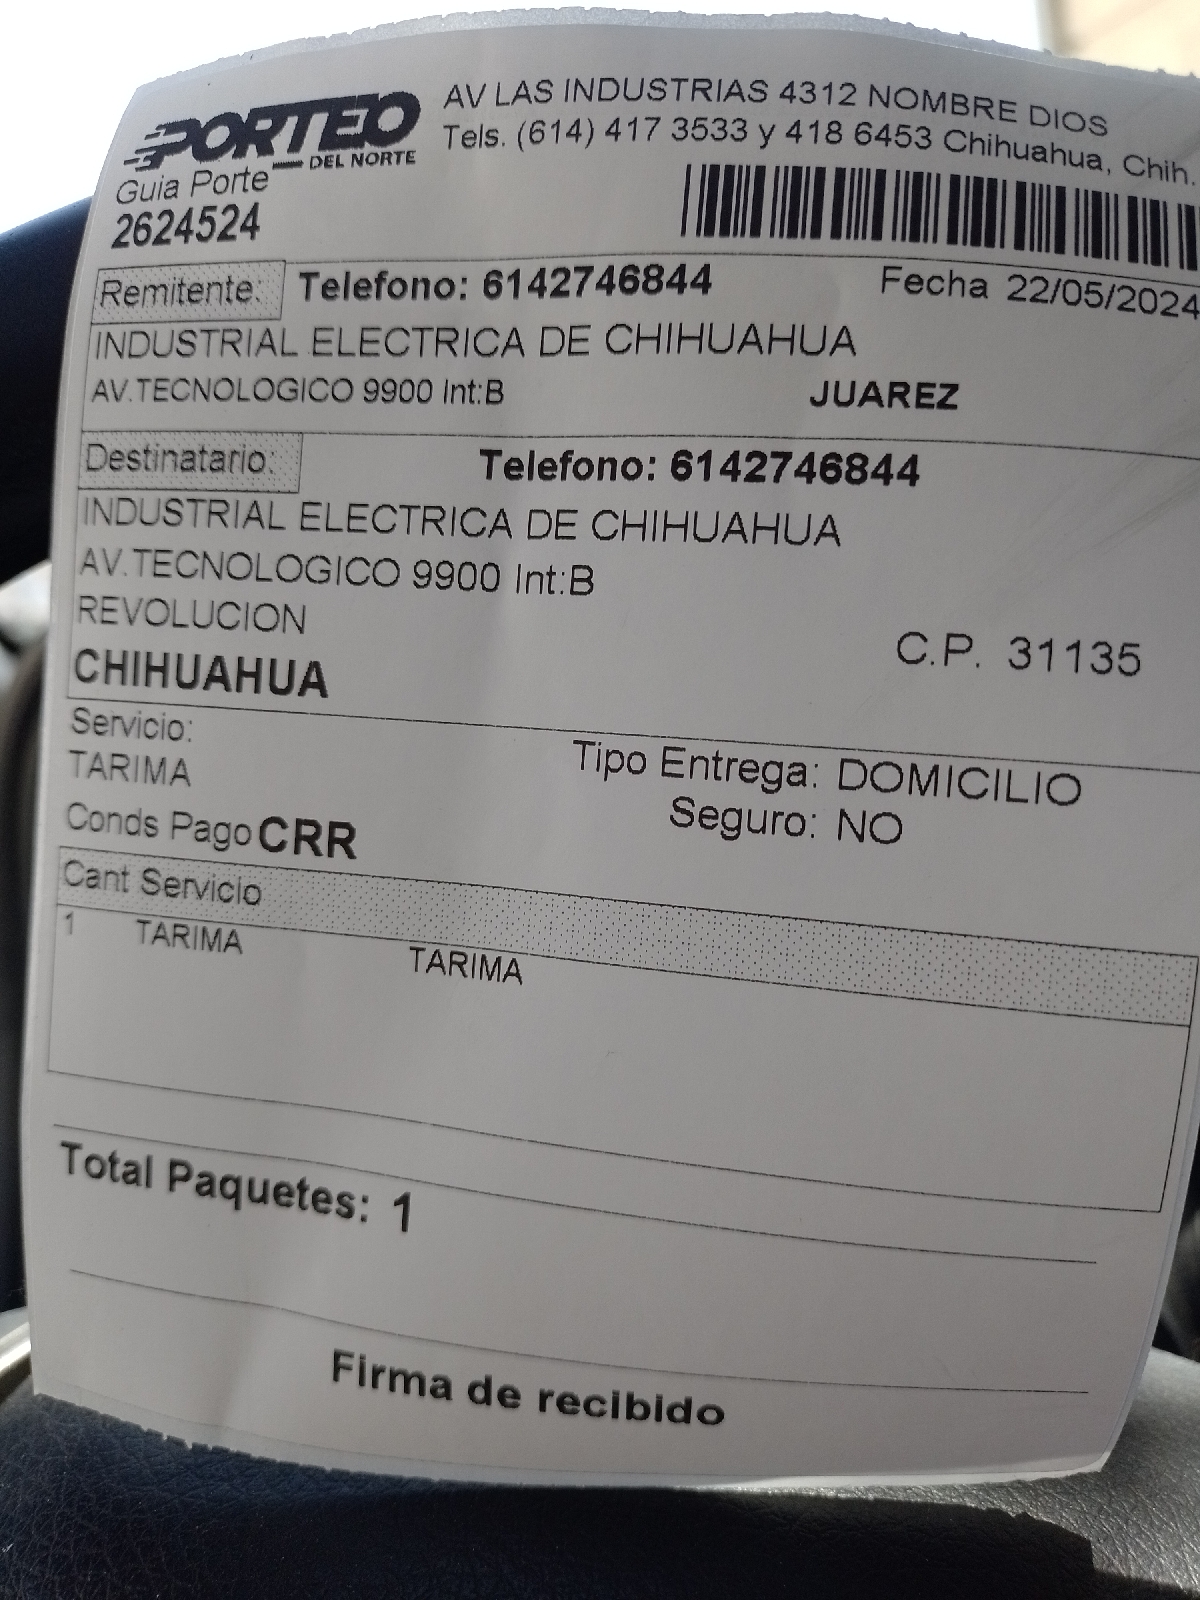 PORTEO
DEL NORTE
AV LAS INDUSTRIAS 4312 NOMBRE DIOS
Tels. (614) 417 3533 y 418 6453 Chihuahua, Chih.
Guia Porte
2624524
Remitente: Telefono: 6142746844 Fecha 22/05/2024
INDUSTRIAL ELECTRICA DE CHIHUAHUA
AV.TECNOLOGICO 9900 Int:B JUAREZ
Destinatario: Telefono: 6142746844
INDUSTRIAL ELECTRICA DE CHIHUAHUA
AV.TECNOLOGICO 9900 Int:B
REVOLUCION
C.P. 31135
CHIHUAHUA
Servicio:
TARIMA
Tipo Entrega: DOMICILIO
Seguro: NO
Conds Pago CRR
Cant Servicio
1 TARIMA TARIMA
Total Paquetes: 1
Firma de recibido